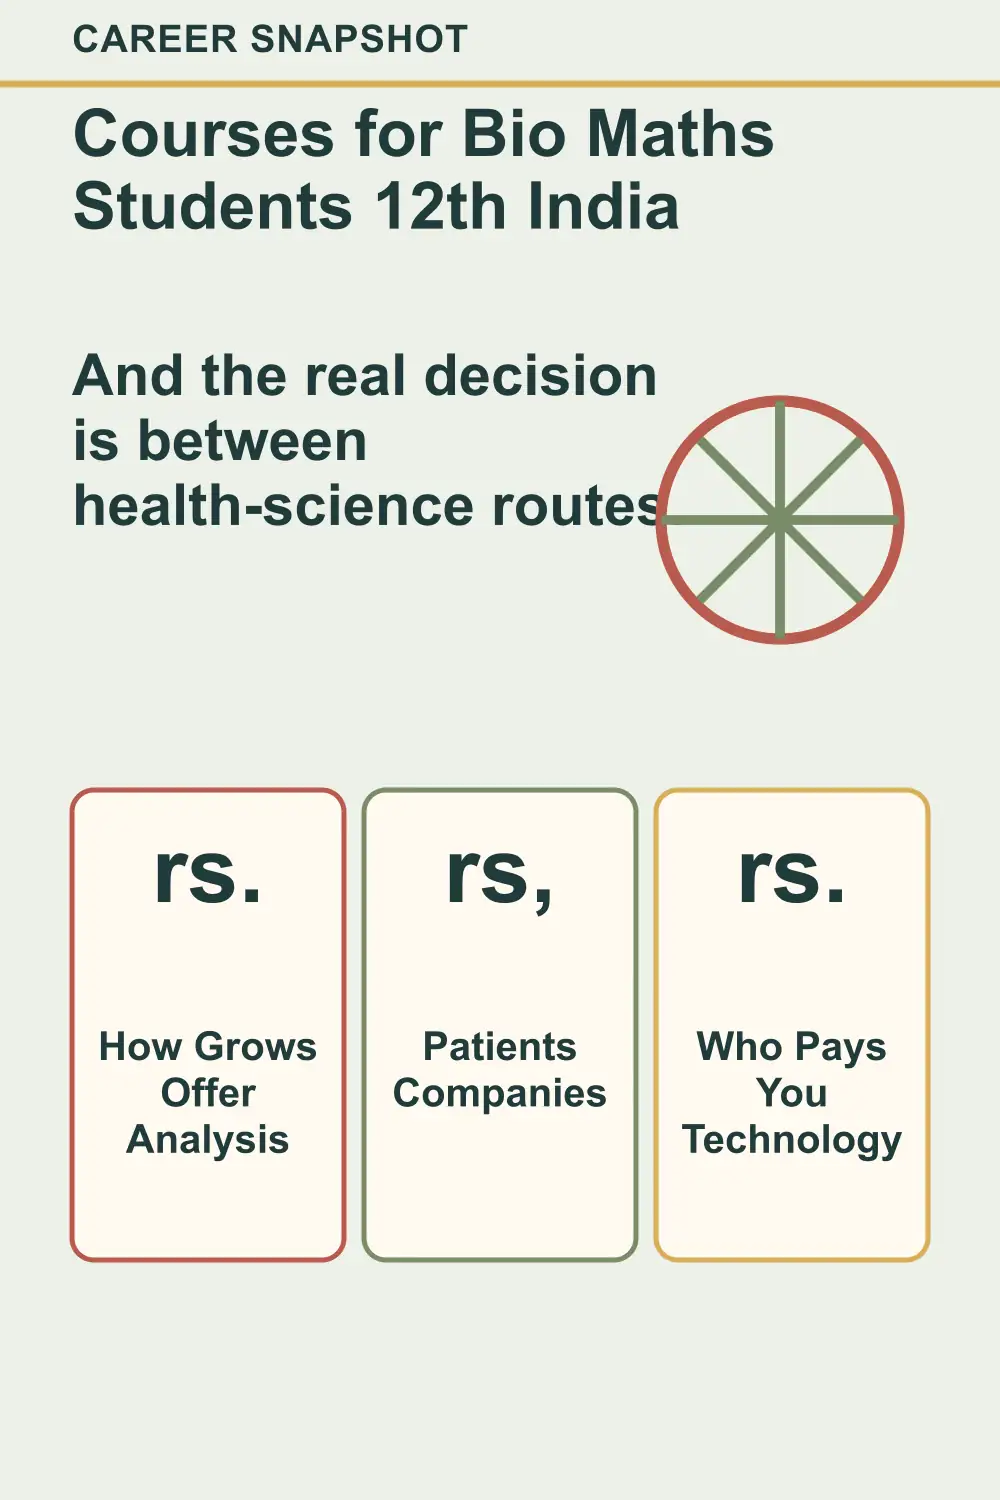 CAREER SNAPSHOT
Courses for Bio Maths
Students 12th India
And the real decision
is between
health-science routes
rs.
How Grows
Offer
Analysis
rs,
Patients
Companies
rs.
Who Pays
You
Technology